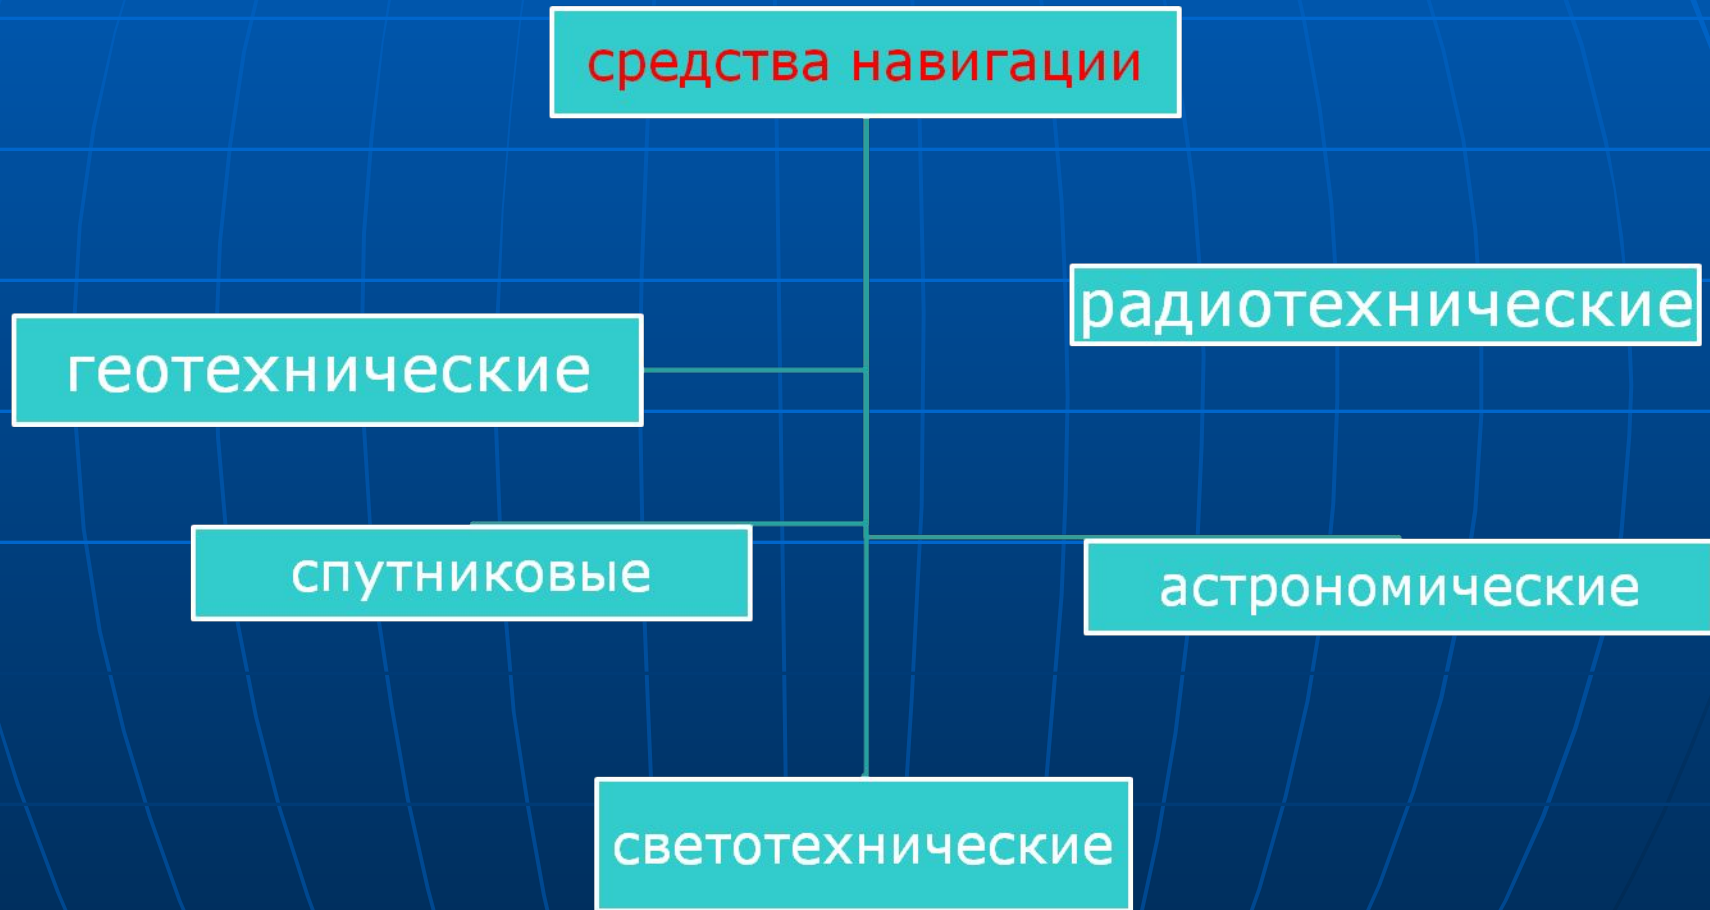 средства навигации
радиотехнические
геотехнические
спутниковые
астрономические
светотехнические